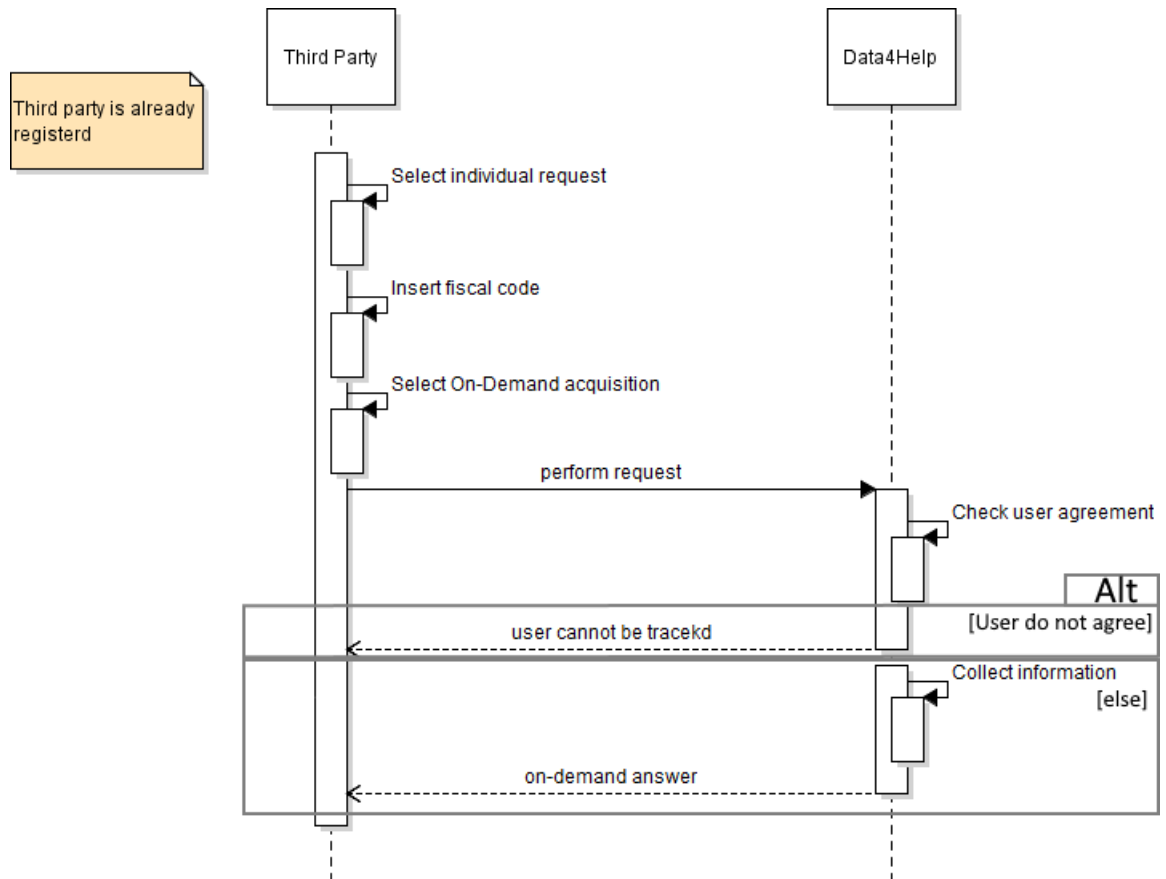 Third Party
Data4Help
Third party is already
registerd
Select individual request
Insert fiscal code
Select On-Demand acquisition
perform request
Check user agreement
Alt
[User do not agree]
user cannot be tracekd
Collect information
[else]
on-demand answer